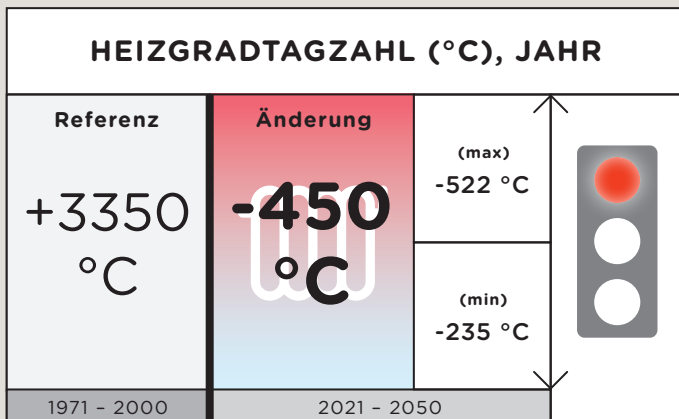 HEIZGRADTAGZAHL (°C), JAHR
Referenz
+3350
°C
1971 – 2000
Änderung
-450
°C
(max)
-522 °C
(min)
-235 °C
2021 – 2050